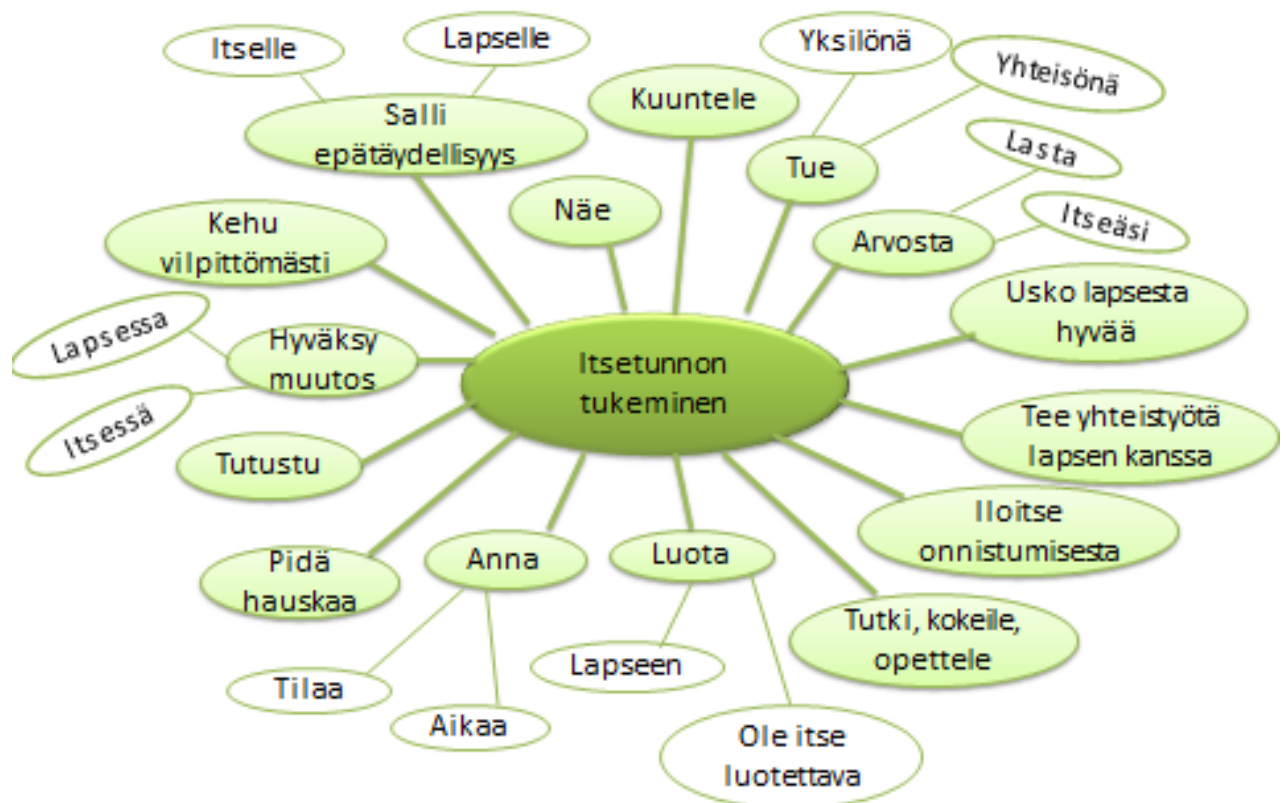 Itselle
Lapselle
Salli
epätäydellisyys
Kuuntele
Yksilönä
Yhteisönä
Tue
Lasta
Itseäsi
Arvosta
Näe
Kehu
vilpittömästi
Usko lapsesta
hyvää
Lapsessa
Hyväksy
muutos
Itsessä
Itsetunnon
tukeminen
Tee yhteistyötä
lapsen kanssa
Tutustu
Iloitse
onnistumisesta
Pidä
hauskaa
Anna
Luota
Tutki, kokeile,
opettele
Tilaa
Aikaa
Lapseen
Ole itse
luotettava